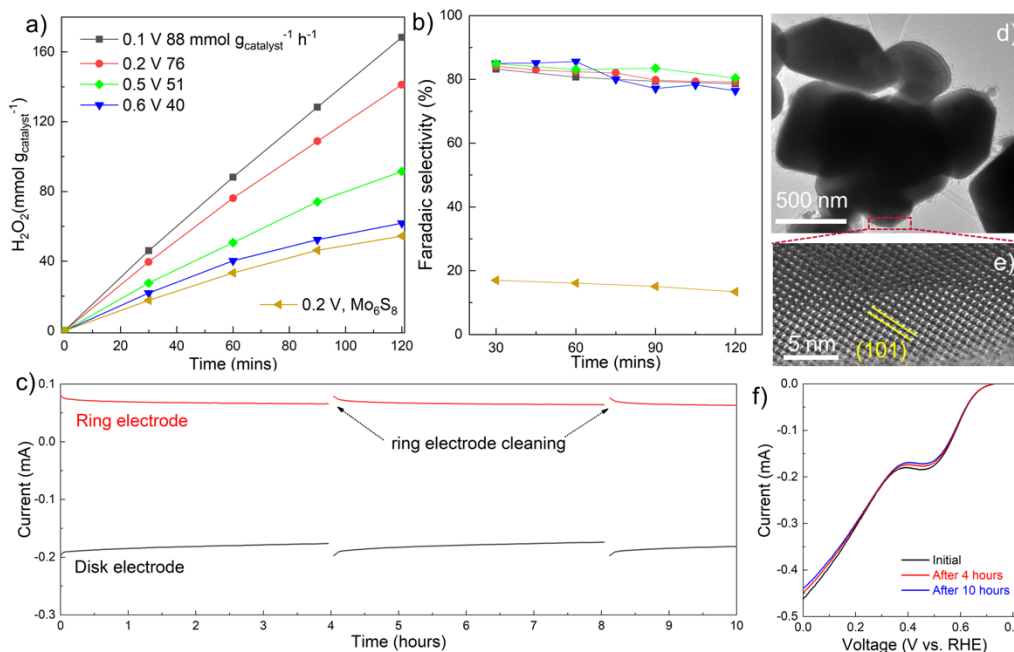 a)
H₂O₂(mmol g_catalyst⁻¹)
160
120
80
40
0
0.1 V 88 mmol g_catalyst⁻¹ h⁻¹
0.2 V 76
0.5 V 51
0.6 V 40
0.2 V, Mo₆S₈
0 20 40 60 80 100 120
Time (mins)
b)
Faradaic selectivity (%)
100
80
60
40
20
0
30 60 90 120
Time (mins)
d)
500 nm
e)
5 nm
(101)
c)
Current (mA)
0.1
0.0
-0.1
-0.2
-0.3
Ring electrode
ring electrode cleaning
Disk electrode
0 1 2 3 4 5 6 7 8 9 10
Time (hours)
f)
Current (mA)
0.0
-0.1
-0.2
-0.3
-0.4
-0.5
Initial
After 4 hours
After 10 hours
0.0 0.2 0.4 0.6
Voltage (V vs. RHE)